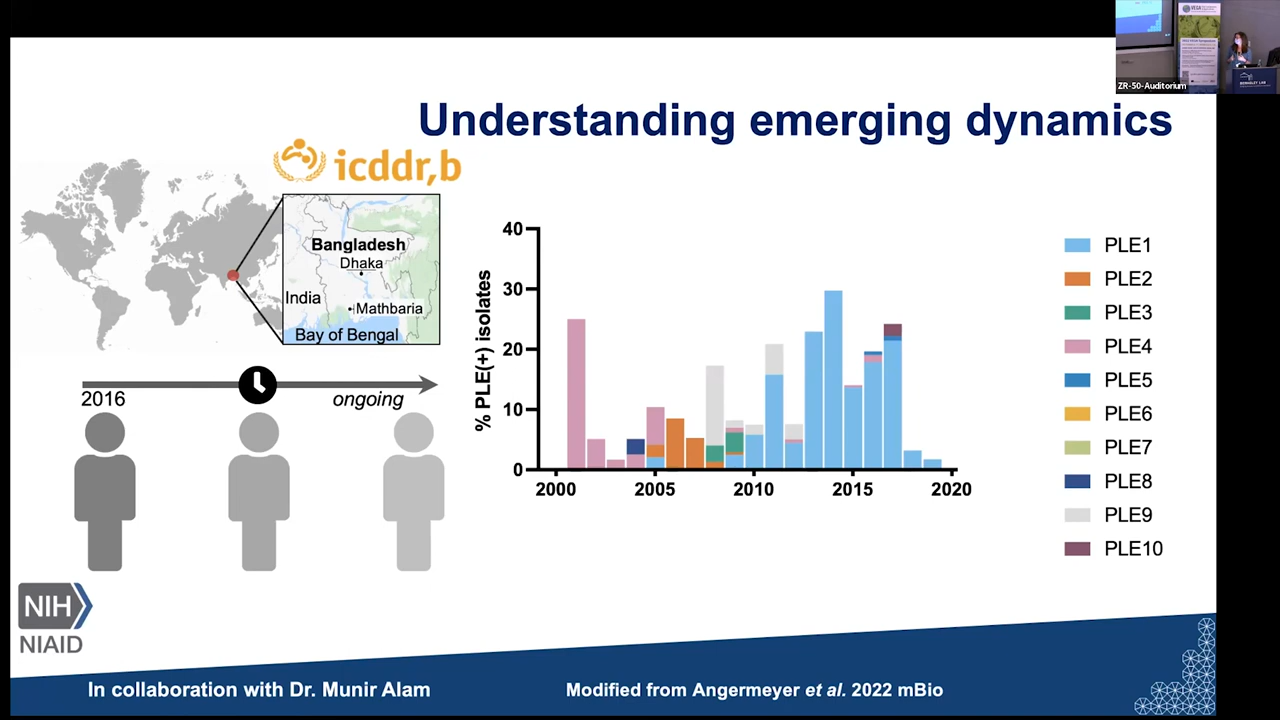 ZR-50-Auditorium
BERKELEY LAB
Understanding emerging dynamics
icddr,b
Bangladesh
Dhaka
India
Mathbaria
Bay of Bengal
2016
ongoing
% PLE(+) isolates
40
30
20
10
0
2000
2005
2010
2015
2020
PLE1
PLE2
PLE3
PLE4
PLE5
PLE6
PLE7
PLE8
PLE9
PLE10
NIH
NIAID
In collaboration with Dr. Munir Alam
Modified from Angermeyer et al. 2022 mBio